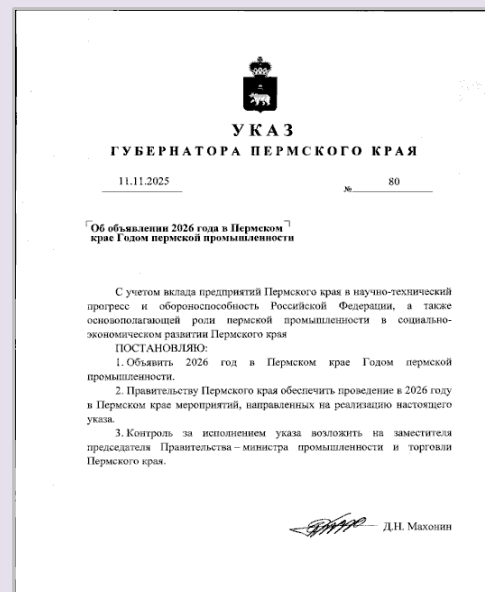 УКАЗ
ГУБЕРНАТОРА ПЕРМСКОГО КРАЯ
11.11.2025 № 80
Об объявлении 2026 года в Пермском
крае Годом пермской промышленности
С учетом вклада предприятий Пермского края в научно-технический
прогресс и обороноспособность Российской Федерации, а также
основополагающей роли пермской промышленности в социально-
экономическом развитии Пермского края
ПОСТАНОВЛЯЮ:
1. Объявить 2026 год в Пермском крае Годом пермской
промышленности.
2. Правительству Пермского края обеспечить проведение в 2026 году
в Пермском крае мероприятий, направленных на реализацию настоящего
указа.
3. Контроль за исполнением указа возложить на заместителя
председателя Правительства – министра промышленности и торговли
Пермского края.
Д.Н. Махонин